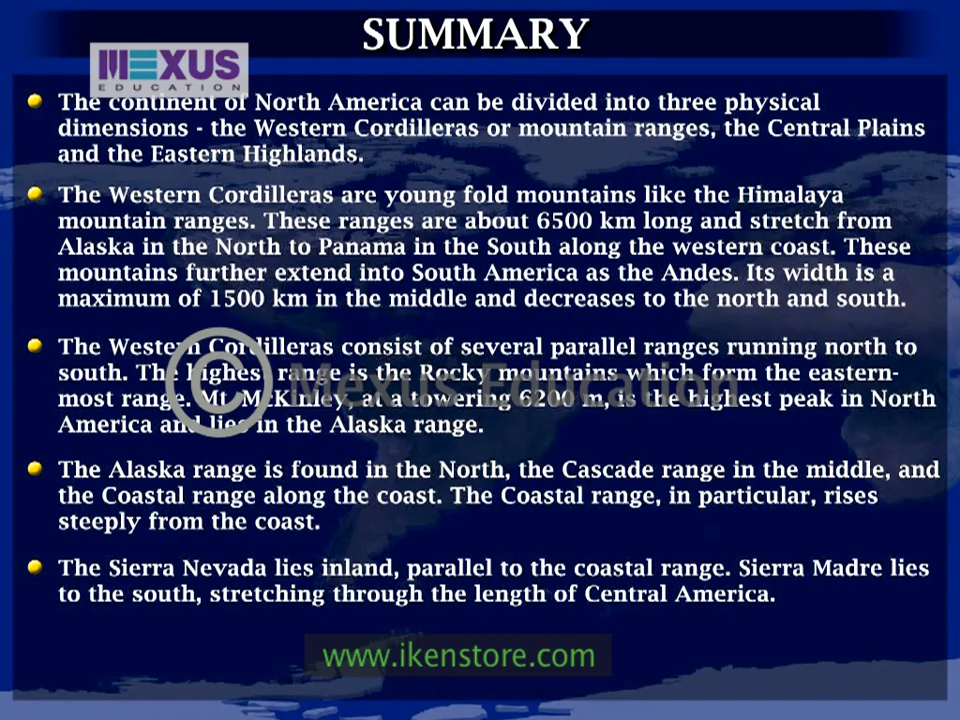 SUMMARY
MEXUS
EDUCATION
The continent of North America can be divided into three physical
dimensions - the Western Cordilleras or mountain ranges, the Central Plains
and the Eastern Highlands.
The Western Cordilleras are young fold mountains like the Himalaya
mountain ranges. These ranges are about 6500 km long and stretch from
Alaska in the North to Panama in the South along the western coast. These
mountains further extend into South America as the Andes. Its width is a
maximum of 1500 km in the middle and decreases to the north and south.
The Western Cordilleras consist of several parallel ranges running north to
south. The highest range is the Rocky mountains which form the eastern-
most range. Mt. McKinley, at a towering 6200 m, is the highest peak in North
America and lies in the Alaska range.
© Mexus Education
The Alaska range is found in the North, the Cascade range in the middle, and
the Coastal range along the coast. The Coastal range, in particular, rises
steeply from the coast.
The Sierra Nevada lies inland, parallel to the coastal range. Sierra Madre lies
to the south, stretching through the length of Central America.
www.ikenstore.com